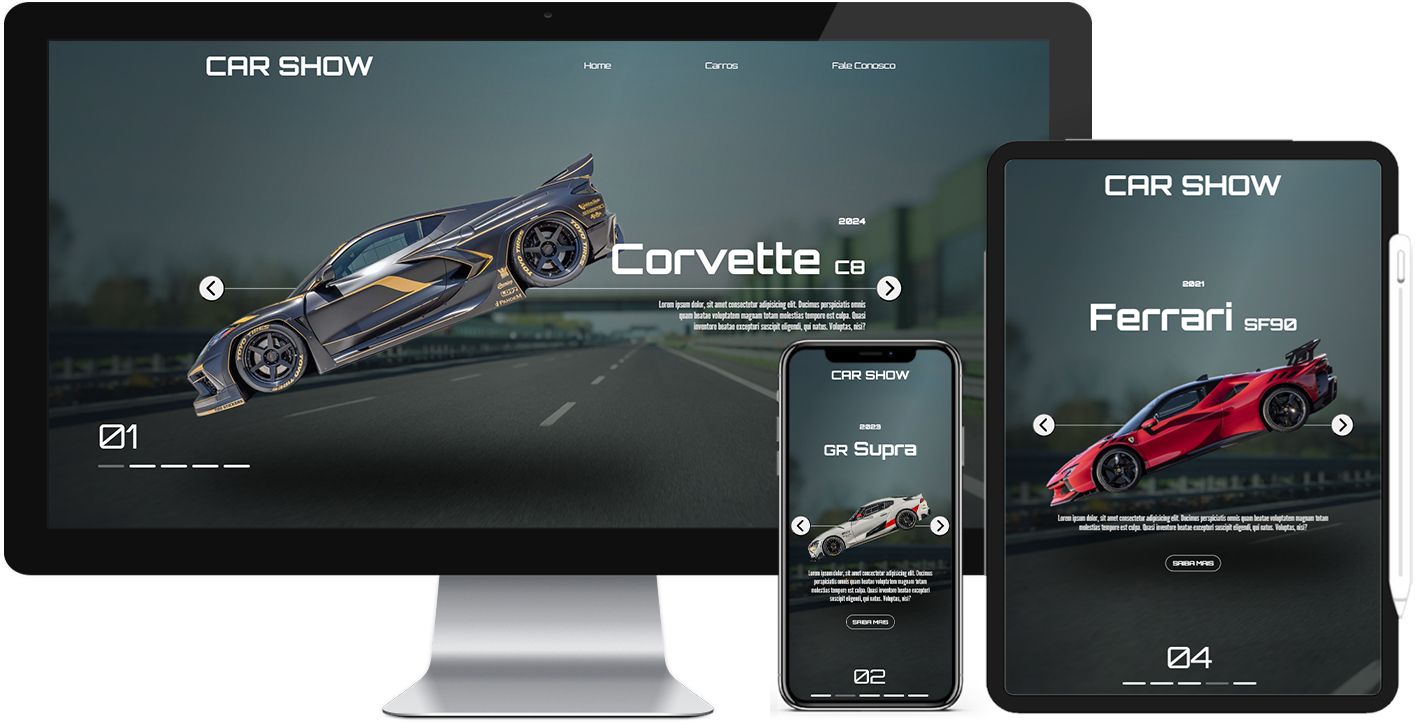 CAR SHOW
Home
Carros
Fale Conosco
2024
Corvette C8
Lorem ipsum dolor, sit amet consectetur adipisicing elit. Ducimus perspiciatis omnis
quam beatae voluptatem magnam totam molestias tempore est culpa. Quasi
inventore beatae excepturi suscipit eligendi, qui natus. Voluptas, nisi?
TOYO TIRES
TOYO TIRES
TOYO TIRES
01
CAR SHOW
2023
GR Supra
Lorem ipsum dolor, sit amet consectetur adipisicing elit. Ducimus
perspiciatis omnis quam beatae voluptatem magnam totam
molestias tempore est culpa. Quasi inventore beatae excepturi
suscipit eligendi, qui natus. Voluptas, nisi?
SAIBA MAIS
02
CAR SHOW
2021
Ferrari SF90
Lorem ipsum dolor, sit amet consectetur adipisicing elit. Ducimus perspiciatis omnis quam beatae voluptatem magnam totam
molestias tempore est culpa. Quasi inventore beatae excepturi suscipit eligendi, qui natus. Voluptas, nisi?
SAIBA MAIS
04